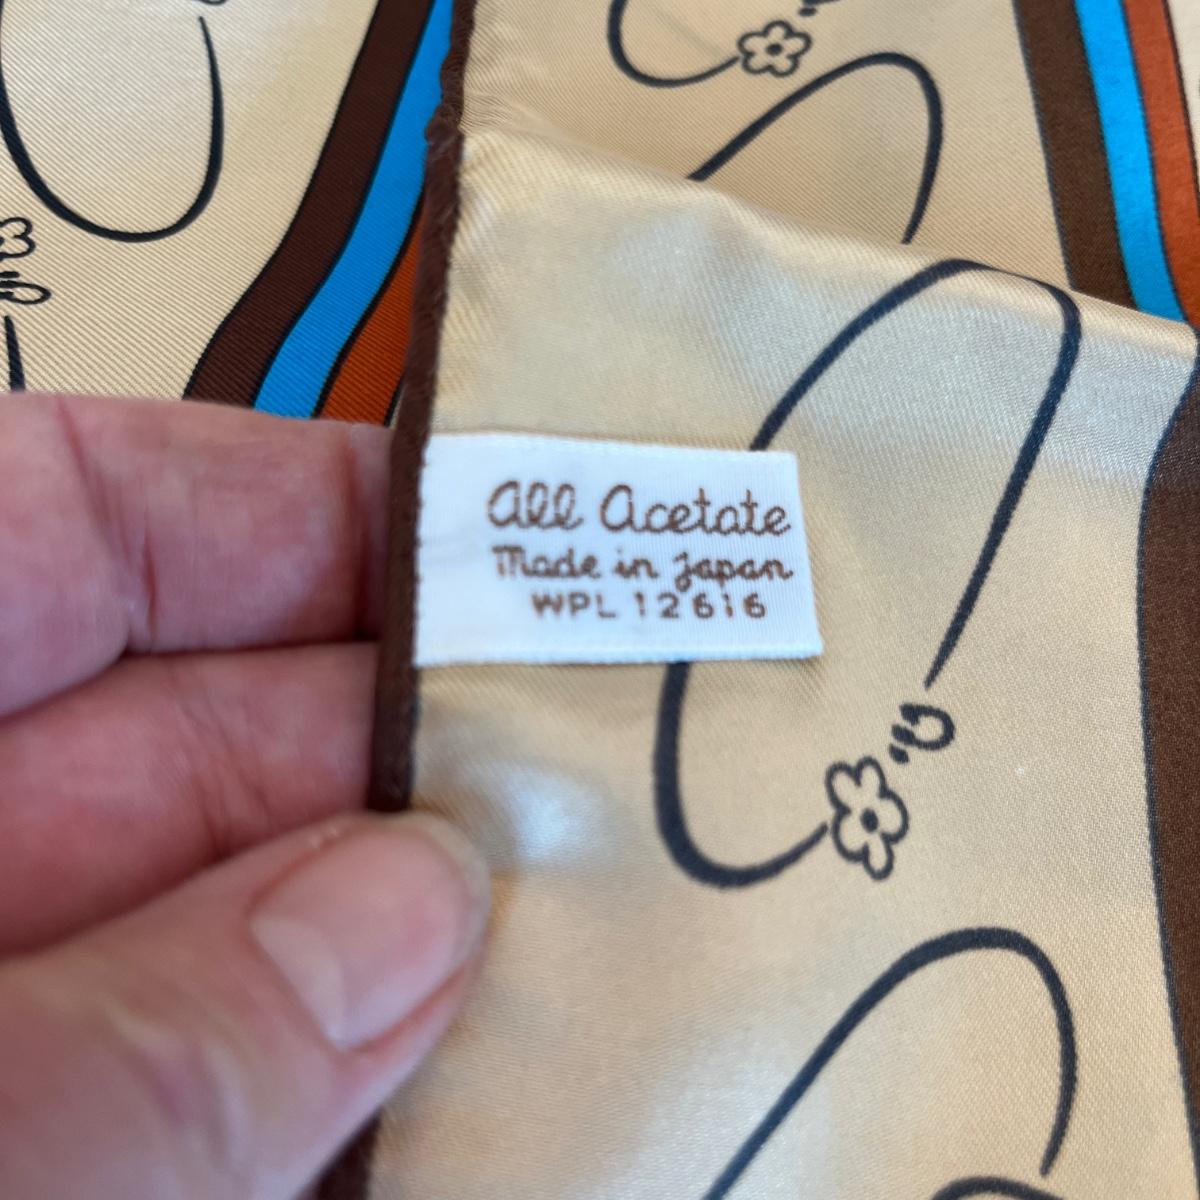 All Acetate
Made in Japan
WPL 12616